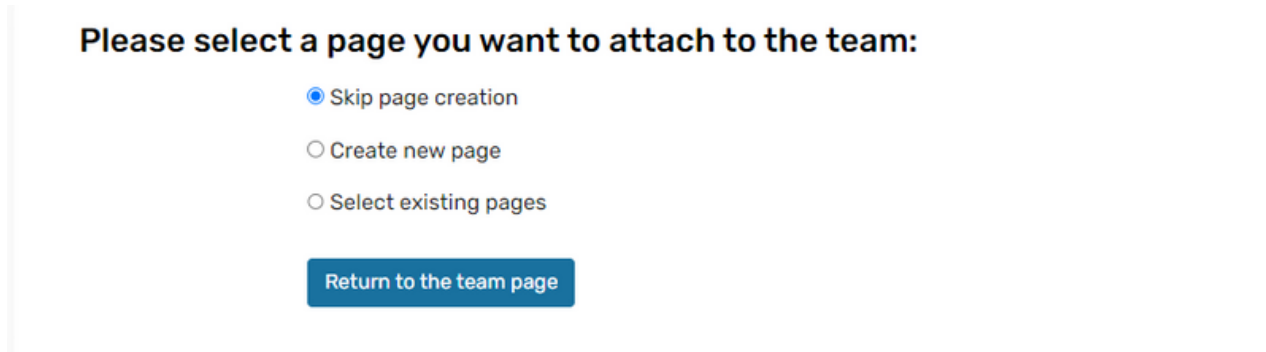 Please select a page you want to attach to the team:
Skip page creation
Create new page
Select existing pages
Return to the team page